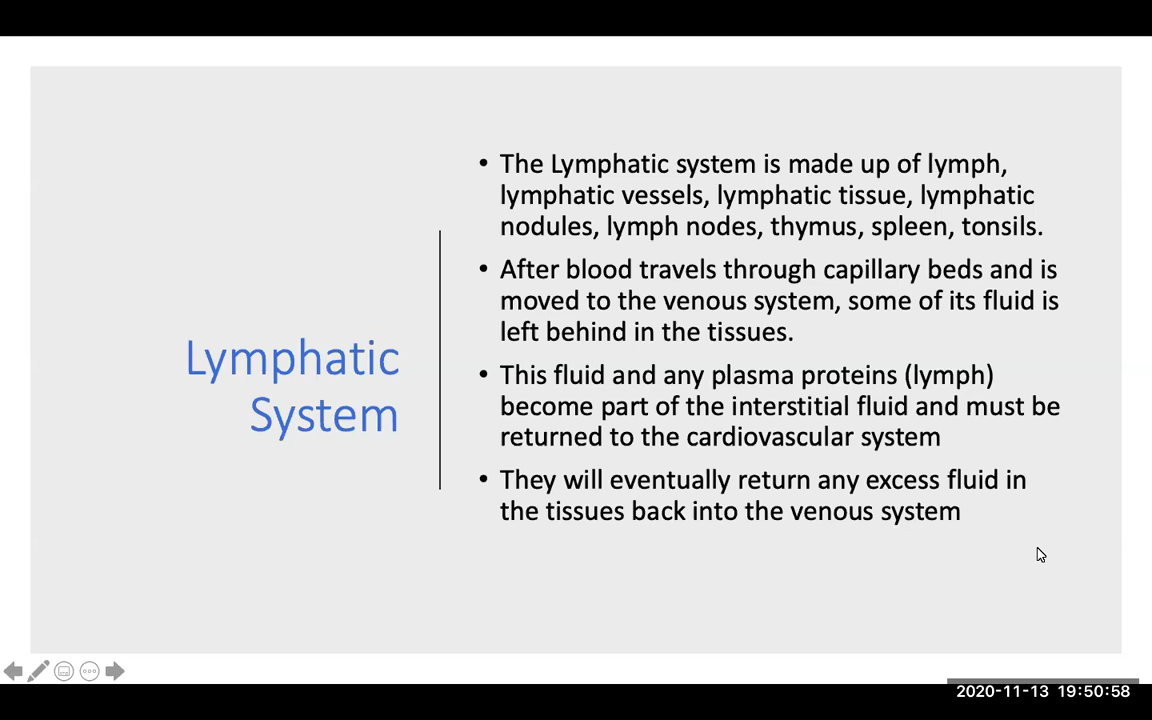 Lymphatic
System
• The Lymphatic system is made up of lymph,
lymphatic vessels, lymphatic tissue, lymphatic
nodules, lymph nodes, thymus, spleen, tonsils.
• After blood travels through capillary beds and is
moved to the venous system, some of its fluid is
left behind in the tissues.
• This fluid and any plasma proteins (lymph)
become part of the interstitial fluid and must be
returned to the cardiovascular system
• They will eventually return any excess fluid in
the tissues back into the venous system
2020-11-13 19:50:58